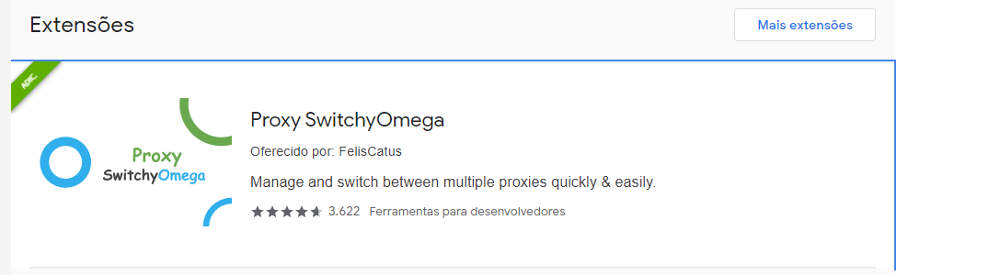 Extensões
Mais extensões
ADIC.
Proxy SwitchyOmega
Oferecido por: FelisCatus
Proxy
SwitchyOmega
Manage and switch between multiple proxies quickly & easily.
3.622 Ferramentas para desenvolvedores